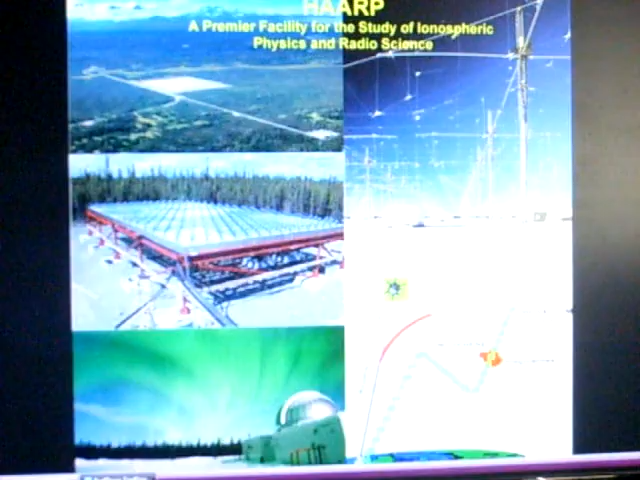 HAARP
A Premier Facility for the Study of Ionospheric
Physics and Radio Science